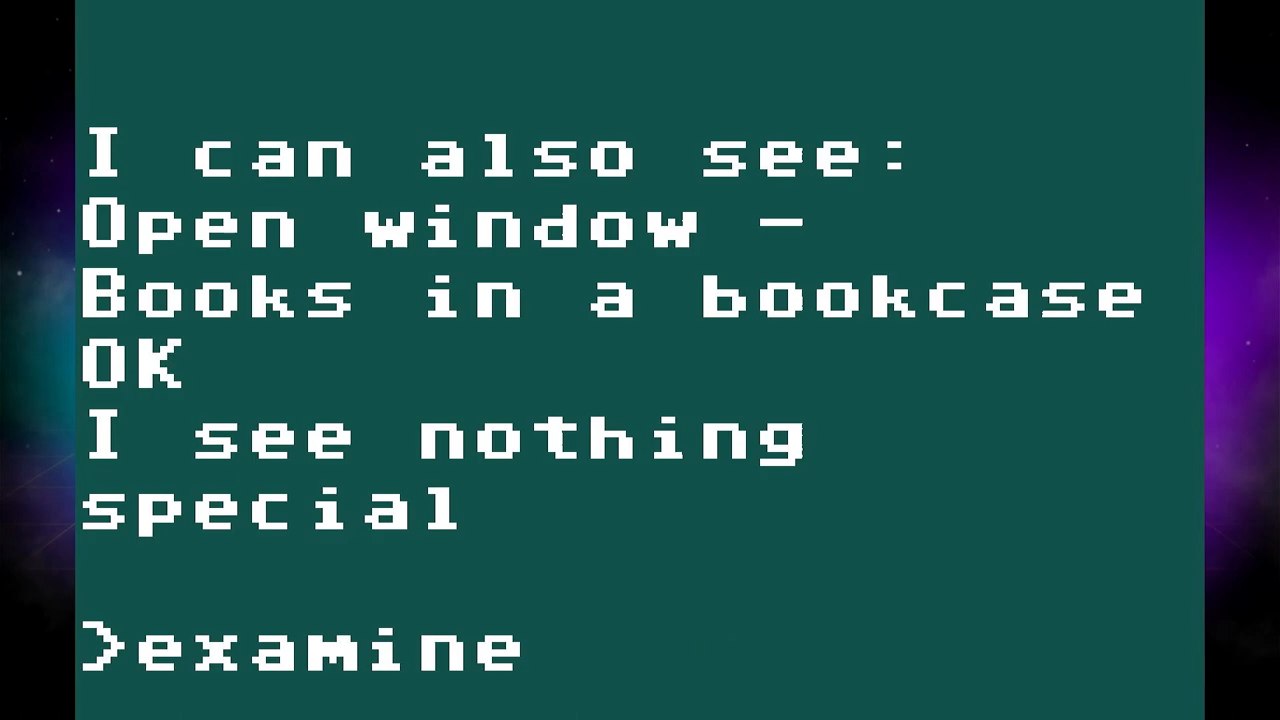 I can also see:
Open window -
Books in a bookcase
OK
I see nothing
special
>examine